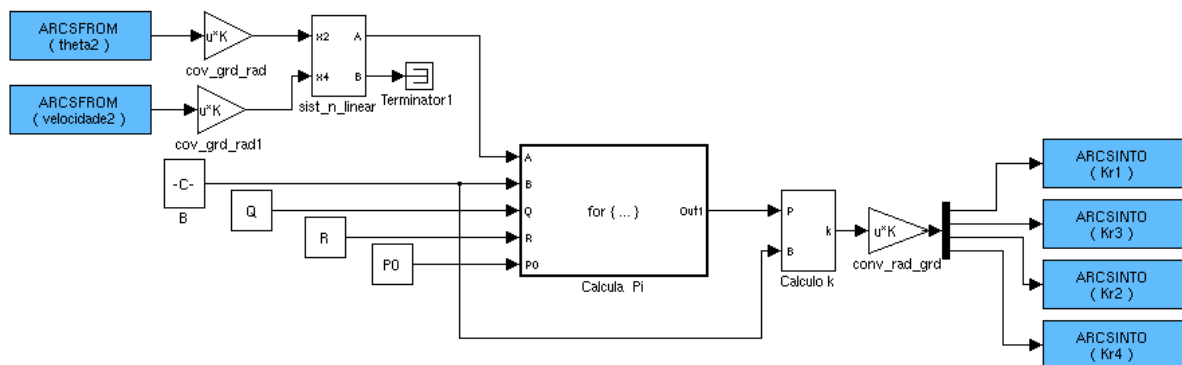 ARCSFROM
( theta2 )
u*K
cov_grd_rad
x2
A
x4
B
sist_n_linear
Terminator1
ARCSFROM
( velocidade2 )
u*K
cov_grd_rad1
-C-
B
Q
R
P0
A
B
Q
R
P0
for { ... }
Out1
Calcula Pi
P
B
k
Calculo k
u*K
conv_rad_grd
ARCSINTO
( Kr1 )
ARCSINTO
( Kr3 )
ARCSINTO
( Kr2 )
ARCSINTO
( Kr4 )